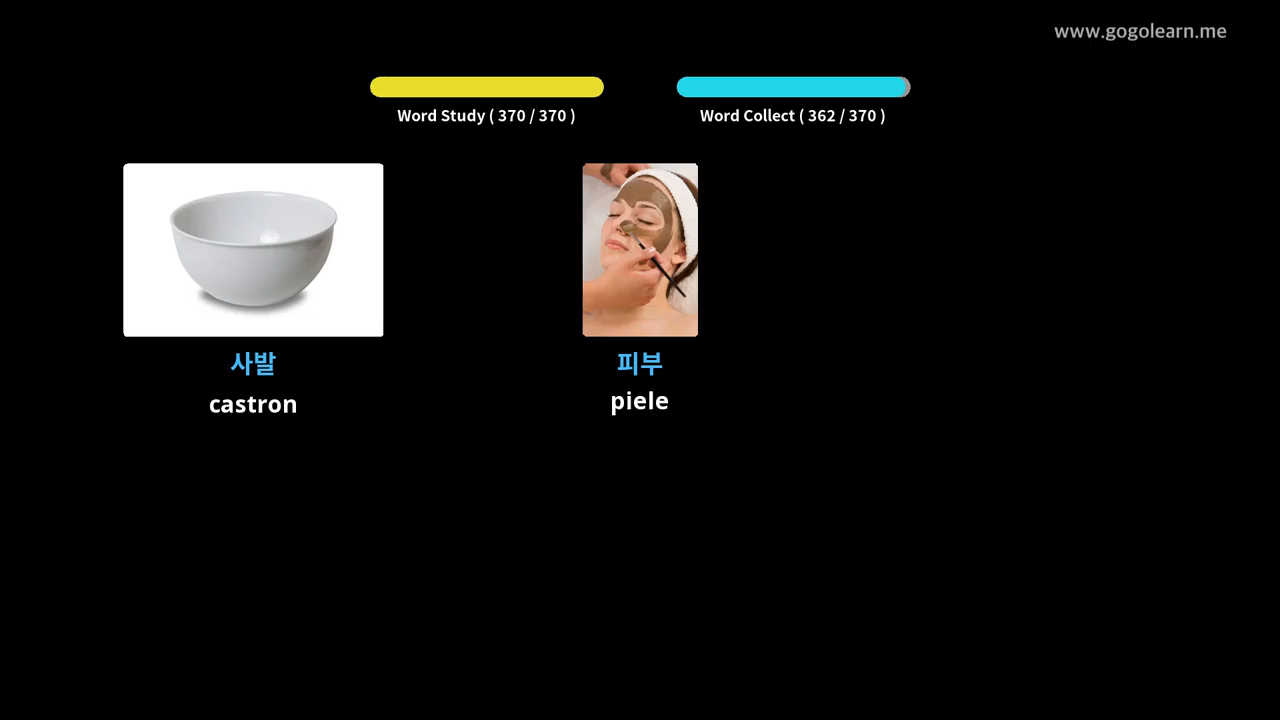 www.gogolearn.me
Word Study ( 370 / 370 )
Word Collect ( 362 / 370 )
사발
castron
피부
piele